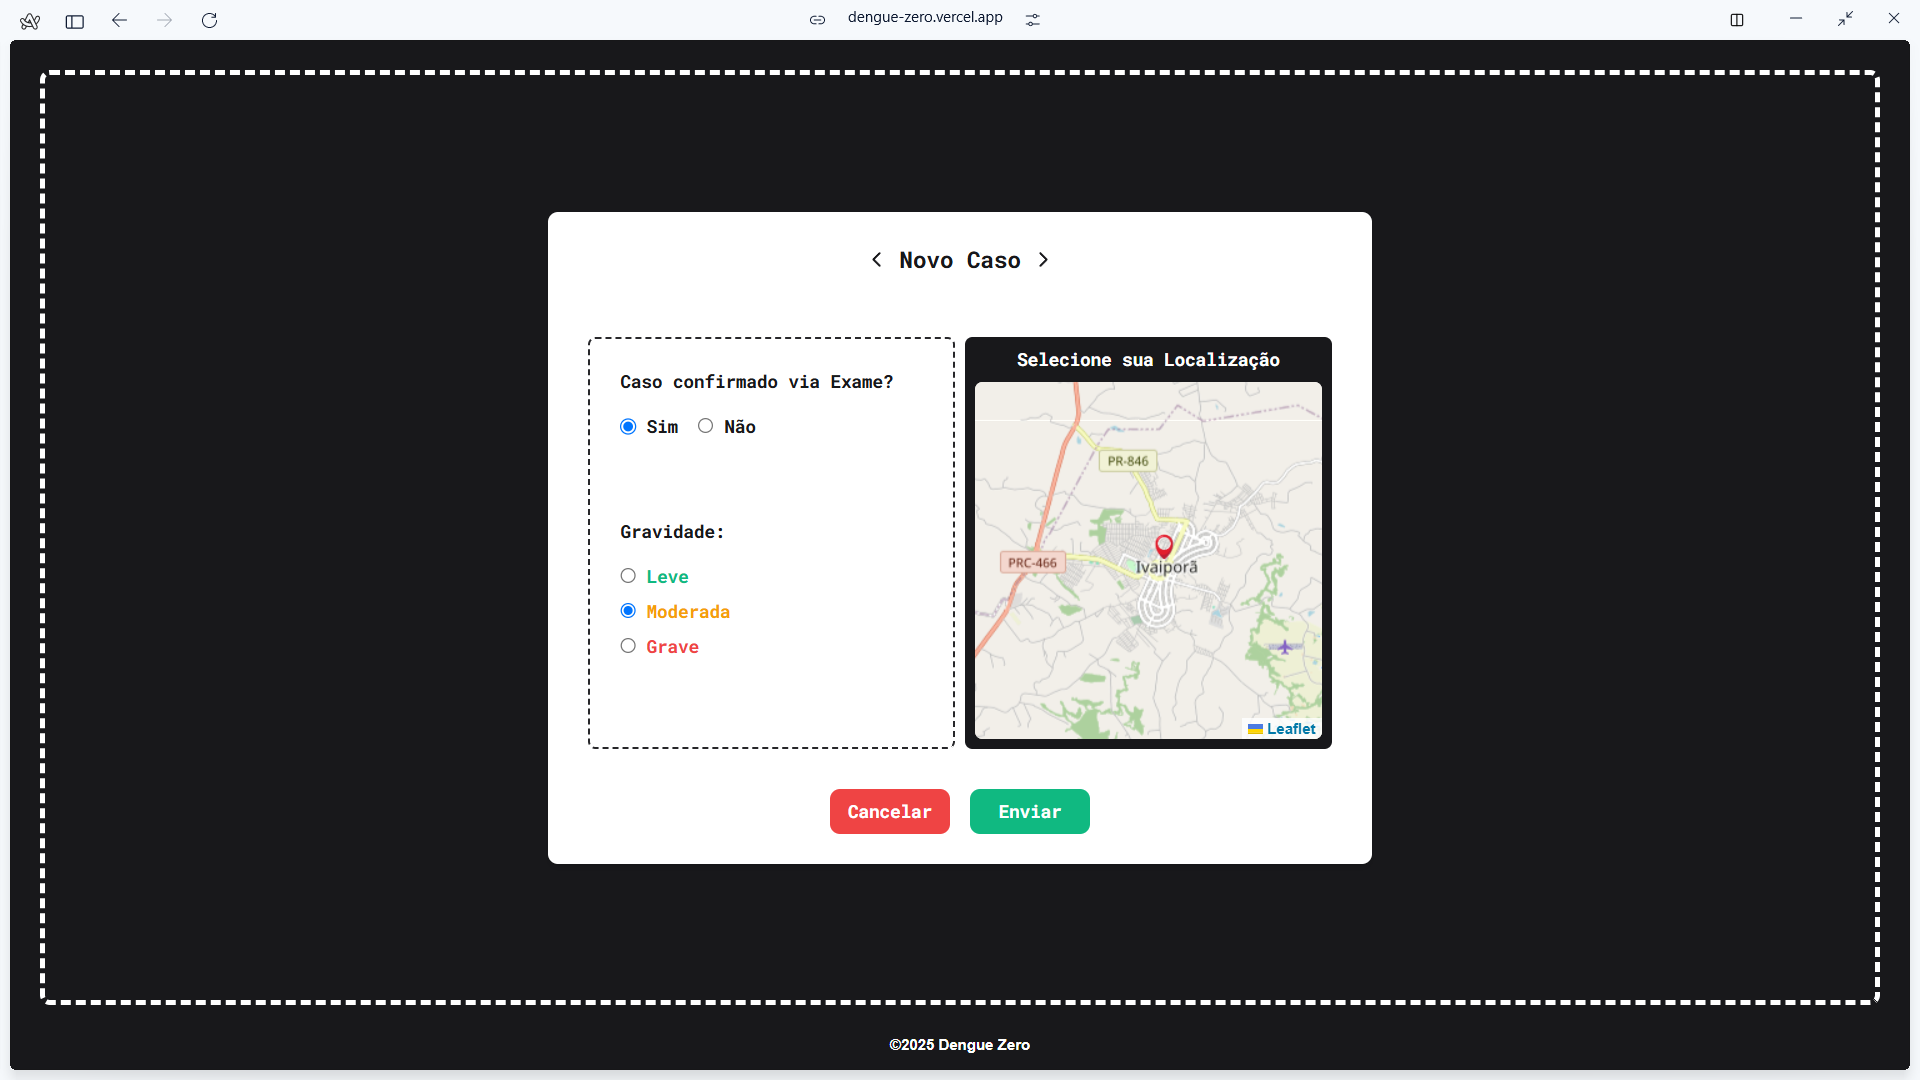 dengue-zero.vercel.app
Novo Caso
Caso confirmado via Exame?
Sim Não
Gravidade:
Leve
Moderada
Grave
Selecione sua Localização
PR-846
PRC-466
Ivaiporã
Leaflet
Cancelar Enviar
©2025 Dengue Zero